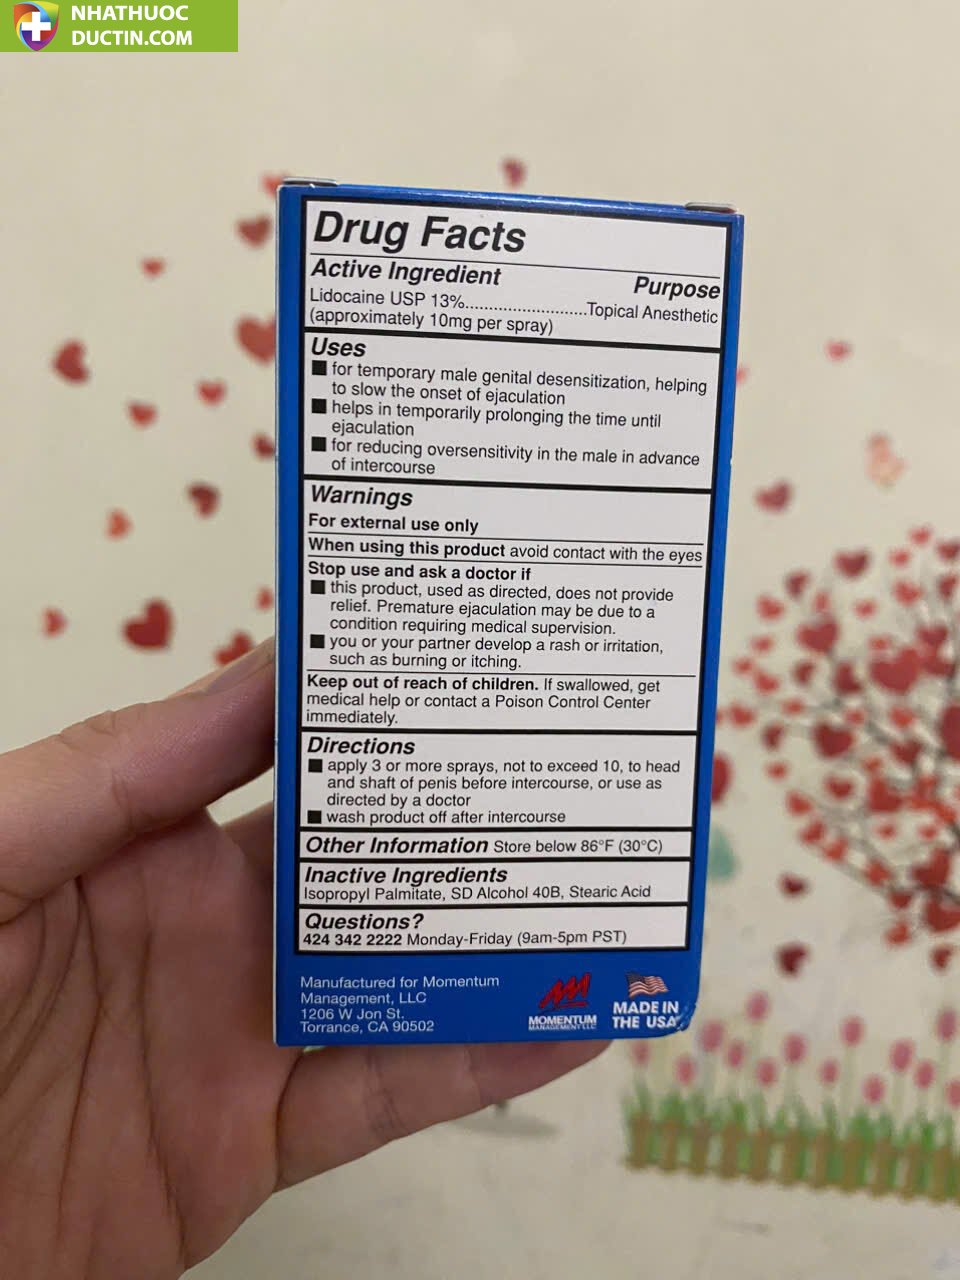 NHATHUOC
DUCTIN.COM
Drug Facts
Active Ingredient Purpose
Lidocaine USP 13%............................Topical Anesthetic
(approximately 10mg per spray)
Uses
■ for temporary male genital desensitization, helping
to slow the onset of ejaculation
■ helps in temporarily prolonging the time until
ejaculation
■ for reducing oversensitivity in the male in advance
of intercourse
Warnings
For external use only
When using this product avoid contact with the eyes
Stop use and ask a doctor if
■ this product, used as directed, does not provide
relief. Premature ejaculation may be due to a
condition requiring medical supervision.
■ you or your partner develop a rash or irritation,
such as burning or itching.
Keep out of reach of children. If swallowed, get
medical help or contact a Poison Control Center
immediately.
Directions
■ apply 3 or more sprays, not to exceed 10, to head
and shaft of penis before intercourse, or use as
directed by a doctor
■ wash product off after intercourse
Other Information Store below 86°F (30°C)
Inactive Ingredients
Isopropyl Palmitate, SD Alcohol 40B, Stearic Acid
Questions?
424 342 2222 Monday-Friday (9am-5pm PST)
Manufactured for Momentum
Management, LLC
1206 W Jon St.
Torrance, CA 90502
MOMENTUM
MANAGEMENT LLC
MADE IN
THE USA